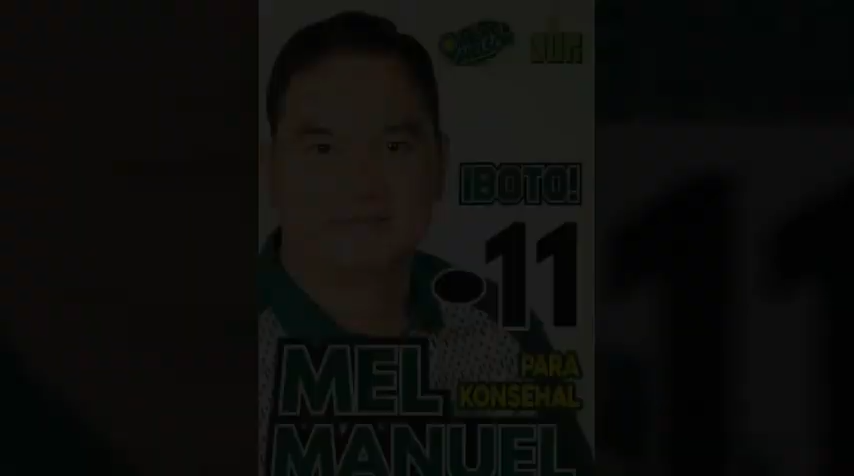 IBOTO!
11
PARA
KONSEHAL
MEL
MANUEL